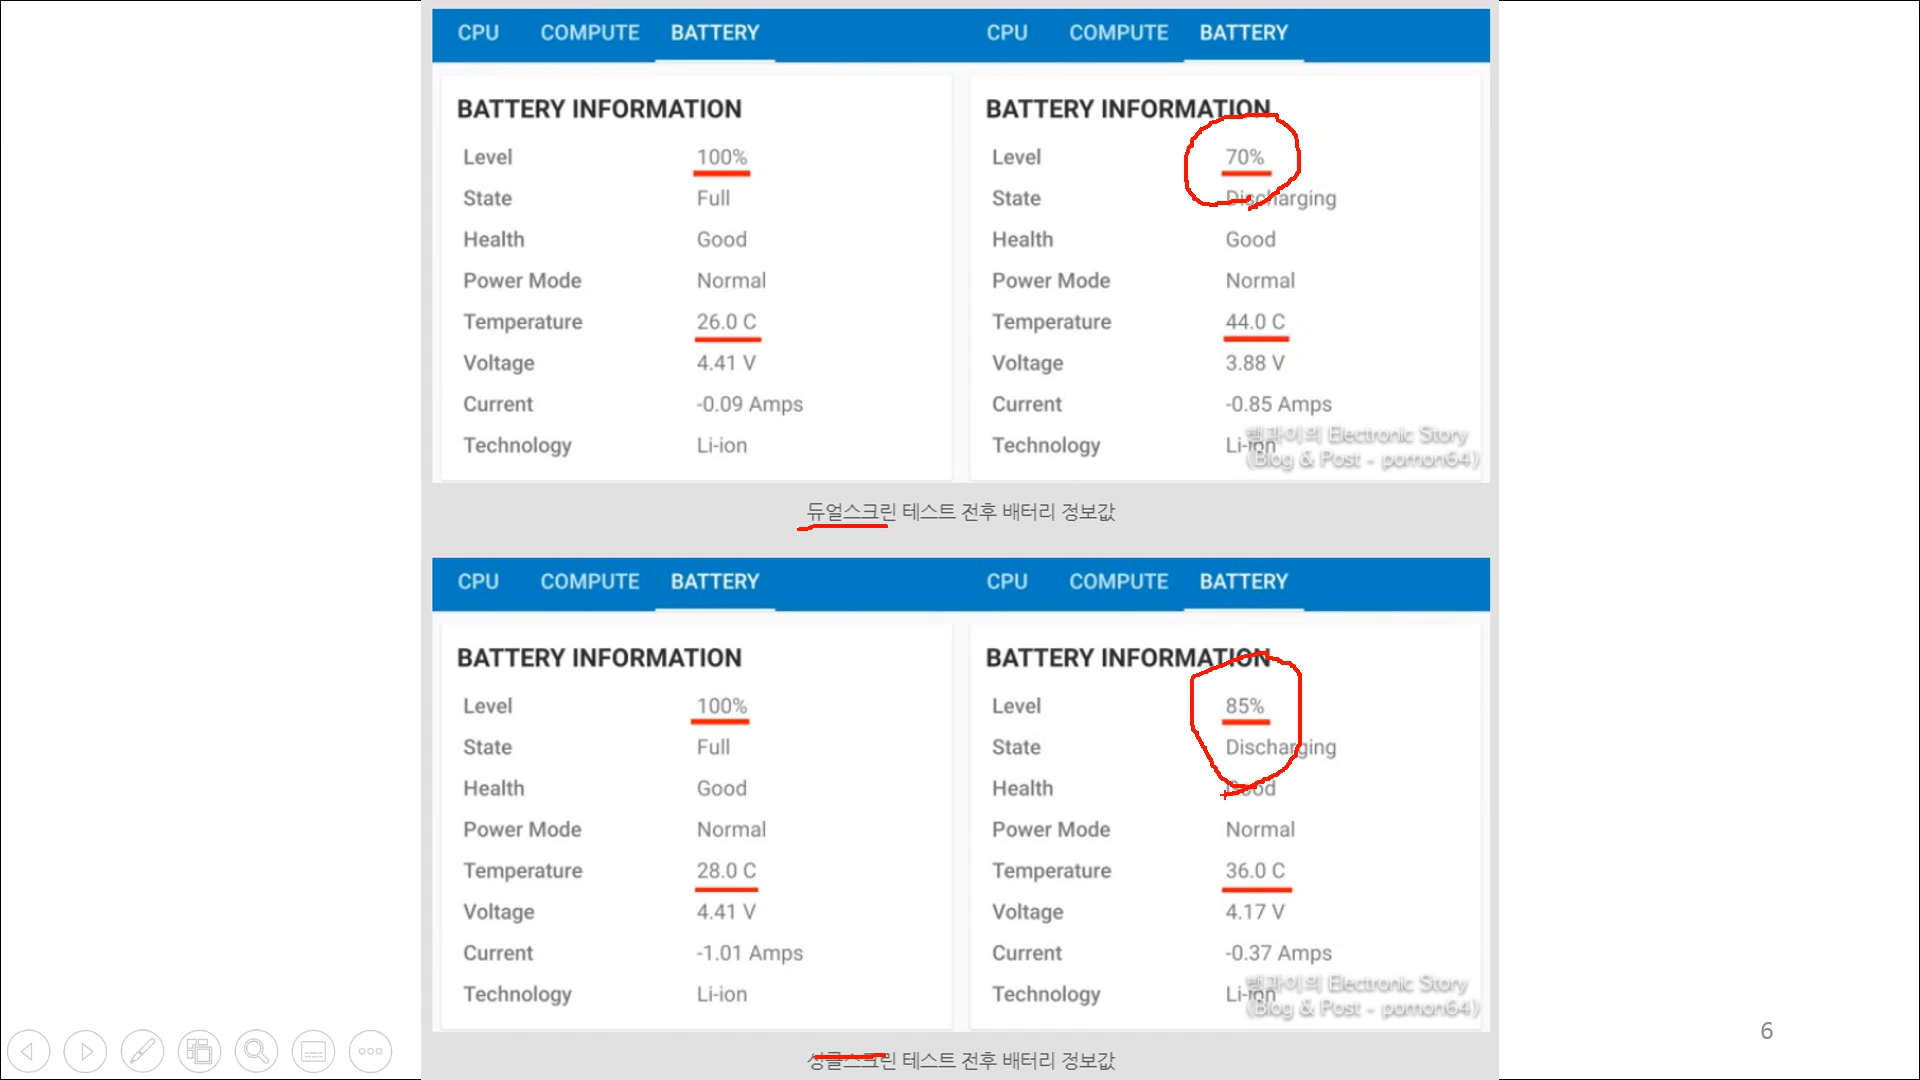 CPU COMPUTE BATTERY CPU COMPUTE BATTERY
BATTERY INFORMATION
Level 100%
State Full
Health Good
Power Mode Normal
Temperature 26.0 C
Voltage 4.41 V
Current -0.09 Amps
Technology Li-ion
BATTERY INFORMATION
Level 70%
State Discharging
Health Good
Power Mode Normal
Temperature 44.0 C
Voltage 3.88 V
Current -0.85 Amps
Technology Li-ion
Electronic Story
(Blog & Post - pomon64)
듀얼스크린 테스트 전후 배터리 정보값
CPU COMPUTE BATTERY CPU COMPUTE BATTERY
BATTERY INFORMATION
Level 100%
State Full
Health Good
Power Mode Normal
Temperature 28.0 C
Voltage 4.41 V
Current -1.01 Amps
Technology Li-ion
BATTERY INFORMATION
Level 85%
State Discharging
Health Good
Power Mode Normal
Temperature 36.0 C
Voltage 4.17 V
Current -0.37 Amps
Technology Li-ion
Electronic Story
(Blog & Post - pomon64)
싱글스크린 테스트 전후 배터리 정보값
6